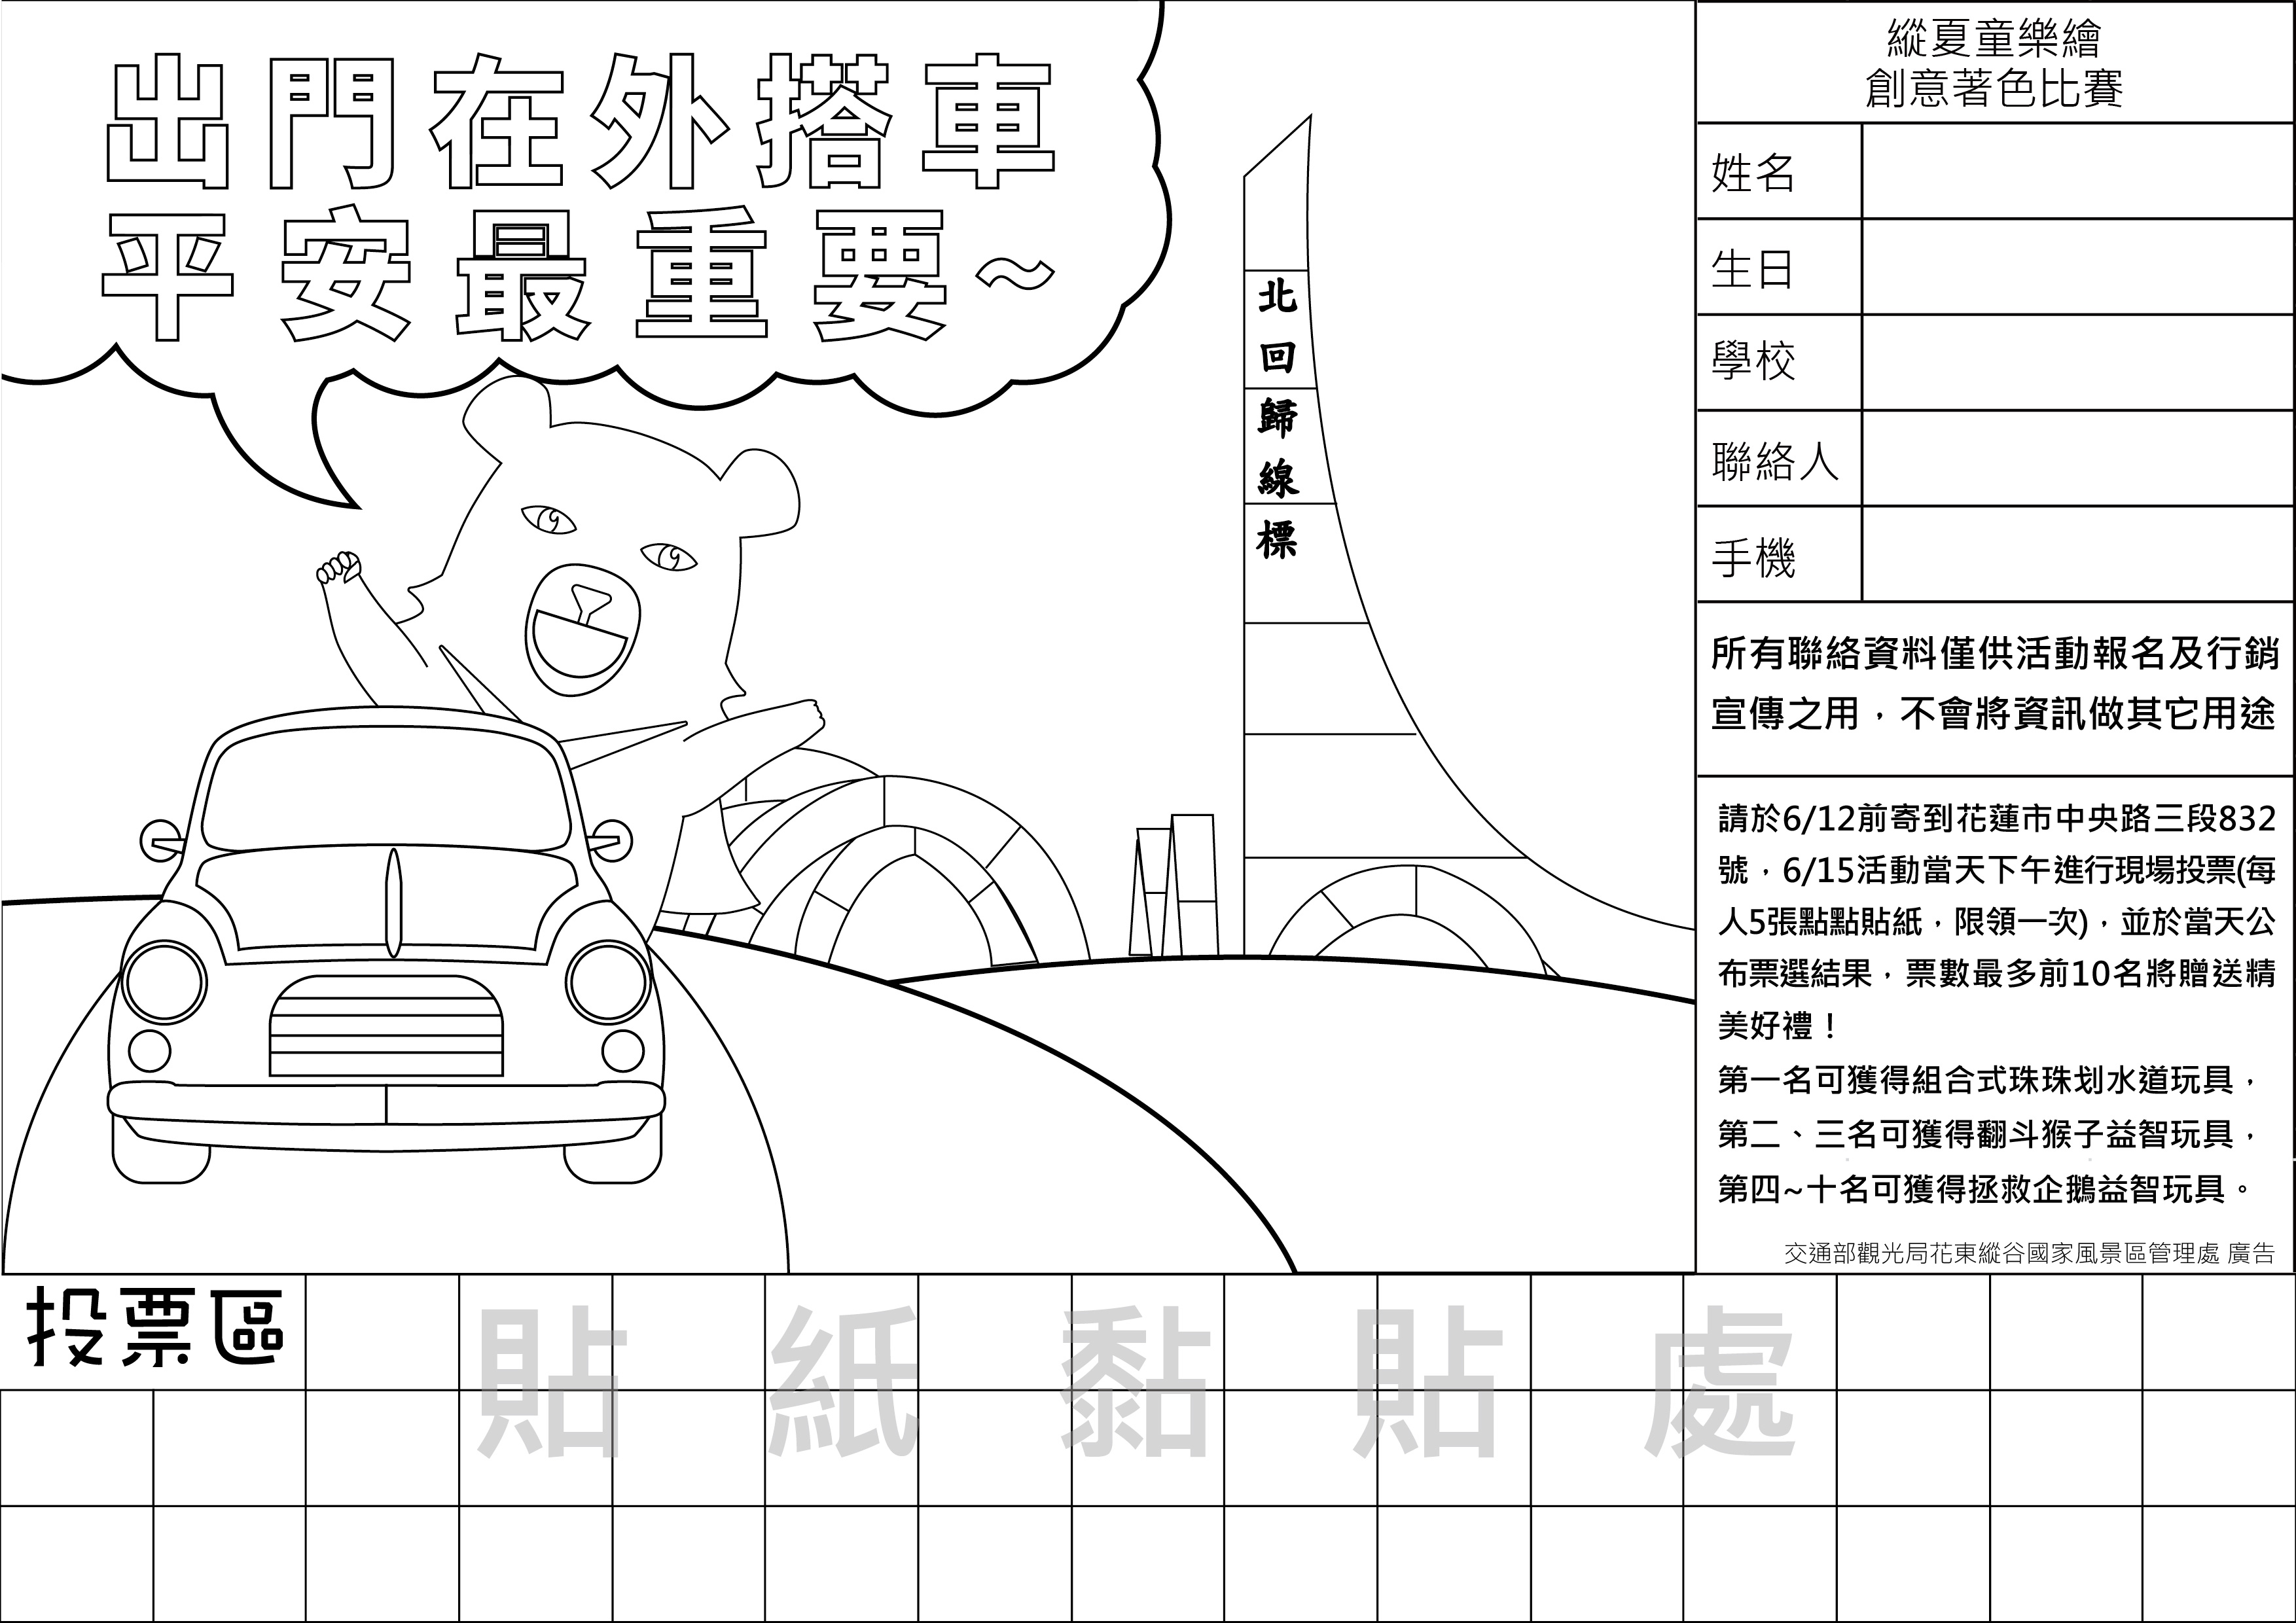 出門在外搭車
平安最重要~
北
回
歸
線
標
縱夏童樂繪
創意著色比賽
姓名
生日
學校
聯絡人
手機
所有聯絡資料僅供活動報名及行銷
宣傳之用，不會將資訊做其它用途
請於6/12前寄到花蓮市中央路三段832
號，6/15活動當天下午進行現場投票(每
人5張點點貼紙，限領一次)，並於當天公
布票選結果，票數最多前10名將贈送精
美好禮！
第一名可獲得組合式珠珠划水道玩具，
第二、三名可獲得翻斗猴子益智玩具，
第四~十名可獲得拯救企鵝益智玩具。
交通部觀光局花東縱谷國家風景區管理處 廣告
投票區
貼紙黏貼處